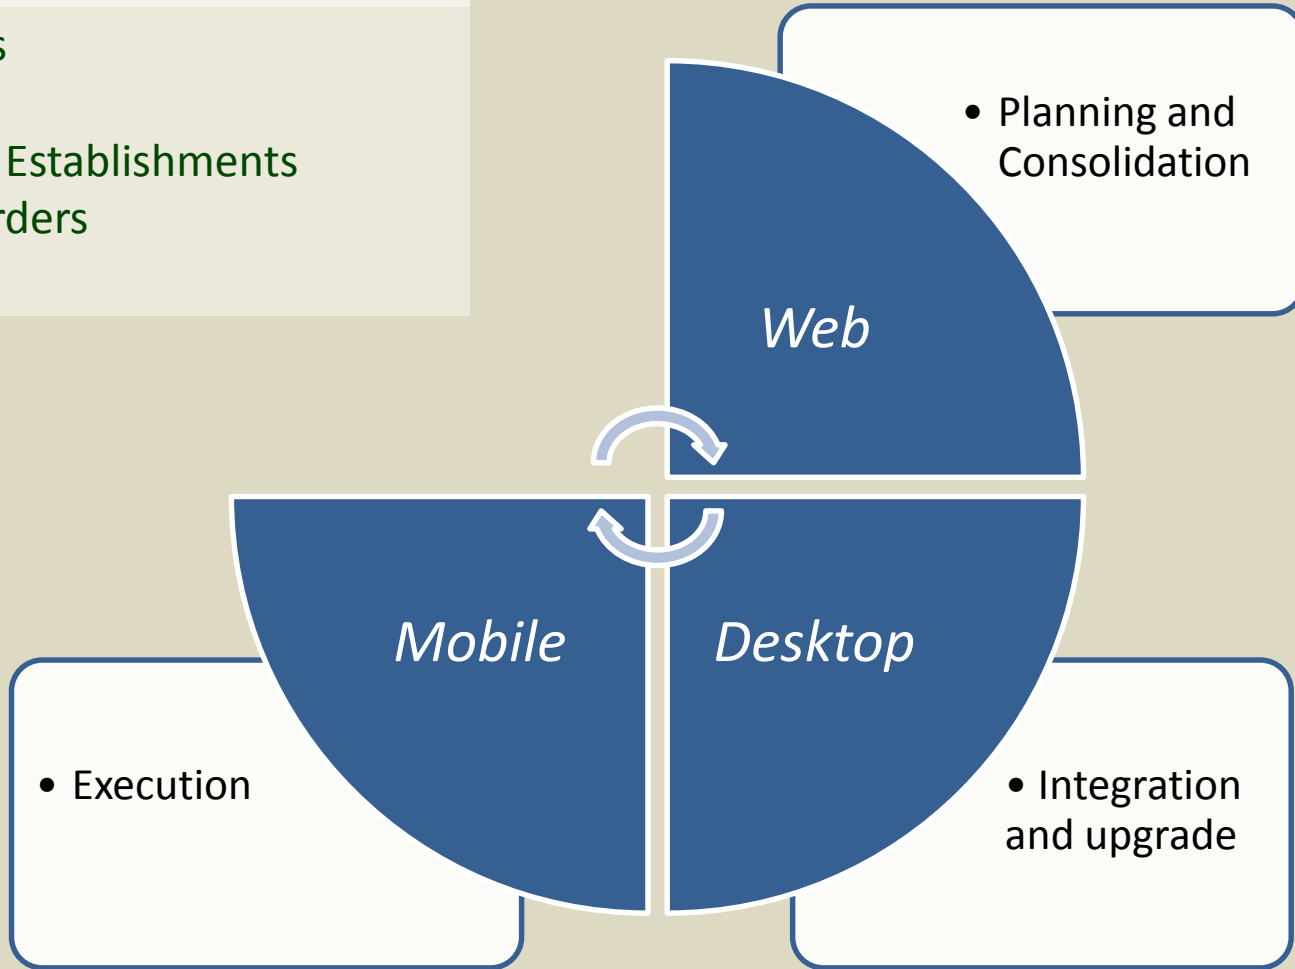 Establishments
• Planning and
Consolidation
Web
Mobile
Desktop
• Execution
• Integration
and upgrade